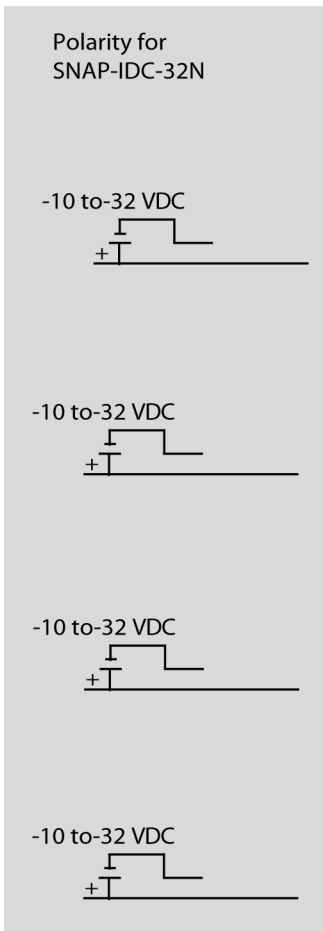 Polarity for
SNAP-IDC-32N
-10 to-32 VDC
+
-10 to-32 VDC
+
-10 to-32 VDC
+
-10 to-32 VDC
+